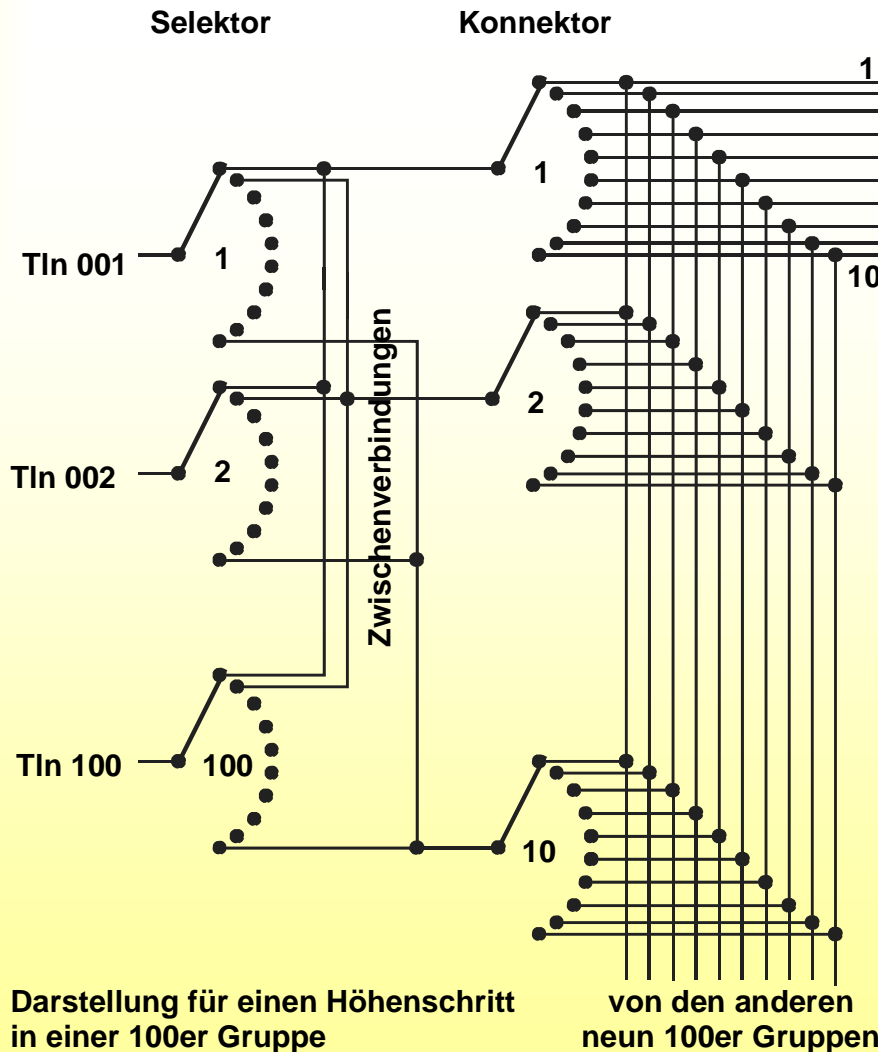 Selektor
Konnektor
1
1
10
Tln 001
1
Zwischenverbindungen
2
Tln 002
2
Tln 100
100
10
Darstellung für einen Höhenschritt
in einer 100er Gruppe
von den anderen
neun 100er Gruppen